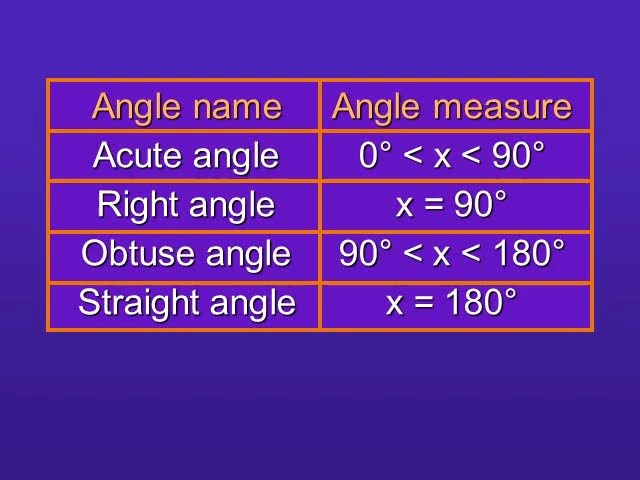 Angle name Angle measure
Acute angle 0° < x < 90°
Right angle x = 90°
Obtuse angle 90° < x < 180°
Straight angle x = 180°